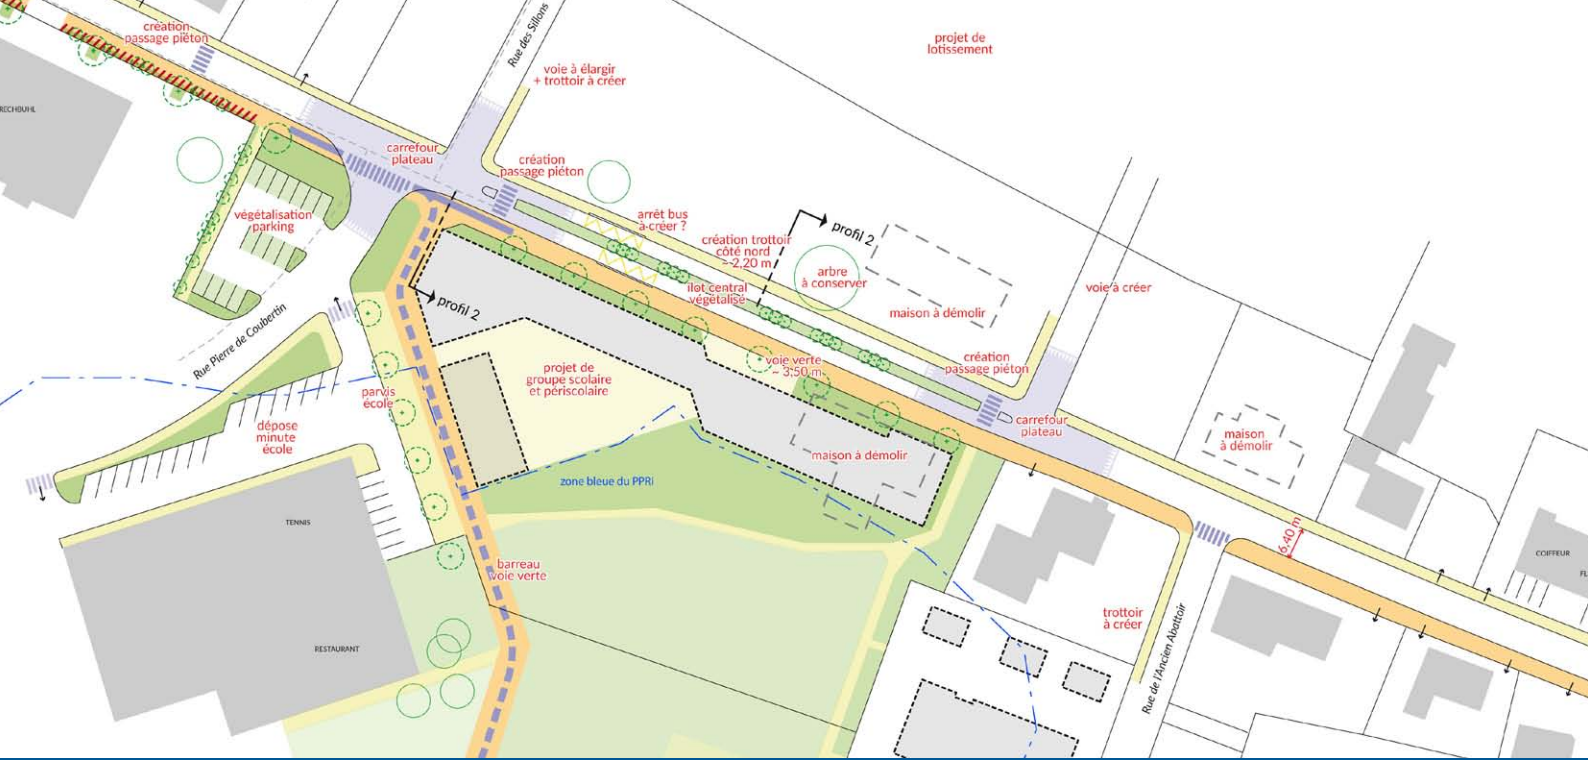 création
passage piéton
RECHBUHL
Rue des Sillons
voie à élargir
+ trottoir à créer
projet de
lotissement
carrefour
plateau
création
passage piéton
végétalisation
parking
arrêt bus
à créer ?
création trottoir
côté nord
~ 2,20 m
profil 2
arbre
à conserver
îlot central
végétalisé
maison à démolir
voie à créer
profil 2
Rue Pierre de Coubertin
création
passage piéton
voie verte
~ 3,50 m
projet de
groupe scolaire
et périscolaire
parvis
école
dépose
minute
école
carrefour
plateau
maison
à démolir
maison à démolir
zone bleue du PPRi
TENNIS
6,40 m
COIFFEUR
FL
barreau
voie verte
trottoir
à créer
Rue de l'Ancien Abattoir
RESTAURANT